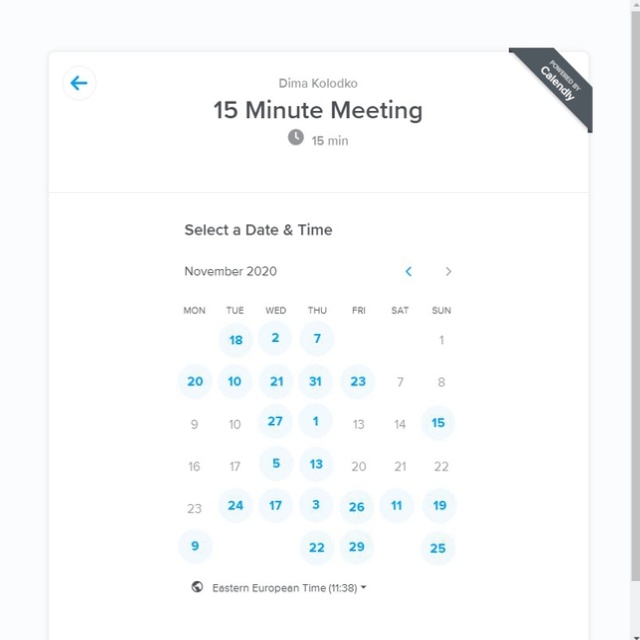 POWERED BY
Calendly
Dima Kolodko
15 Minute Meeting
15 min
Select a Date & Time
November 2020
MON TUE WED THU FRI SAT SUN
18 2 7 1
20 10 21 31 23 7 8
9 10 27 1 13 14 15
16 17 5 13 20 21 22
23 24 17 3 26 11 19
9 22 29 25
Eastern European Time (11:38)